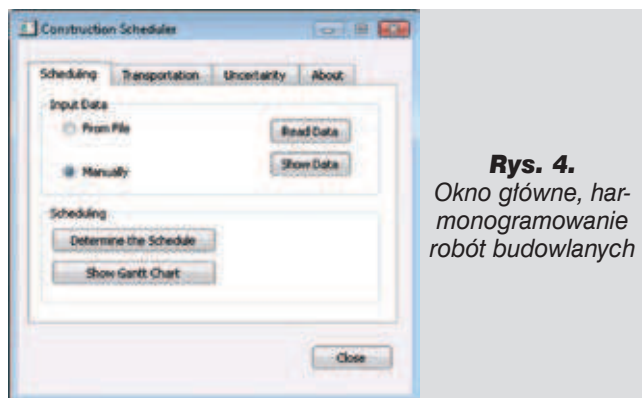 Construction Scheduler
Scheduling Transportation Uncertainty About
Input Data
From File
Read Data
Show Data
Manually
Scheduling
Determine the Schedule
Show Gantt Chart
Close
Rys. 4.
Okno główne, har-
monogramowanie
robót budowlanych